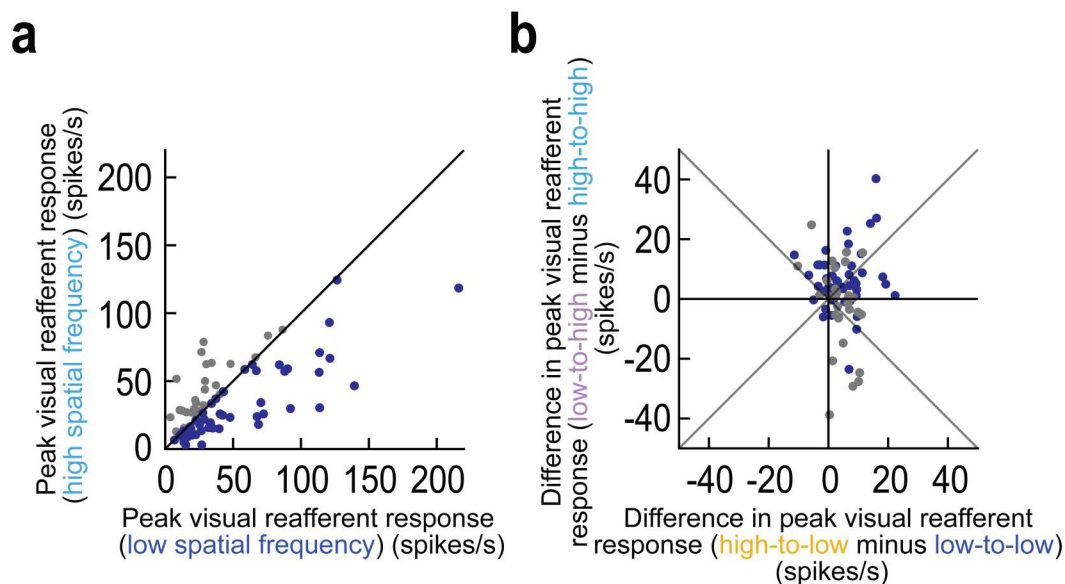 a
Peak visual reafferent response
(high spatial frequency) (spikes/s)
200
150
100
50
0
0 50 100 150 200
Peak visual reafferent response
(low spatial frequency) (spikes/s)
b
Difference in peak visual reafferent
response (low-to-high minus high-to-high)
(spikes/s)
40
20
0
-20
-40
-40 -20 0 20 40
Difference in peak visual reafferent
response (high-to-low minus low-to-low)
(spikes/s)